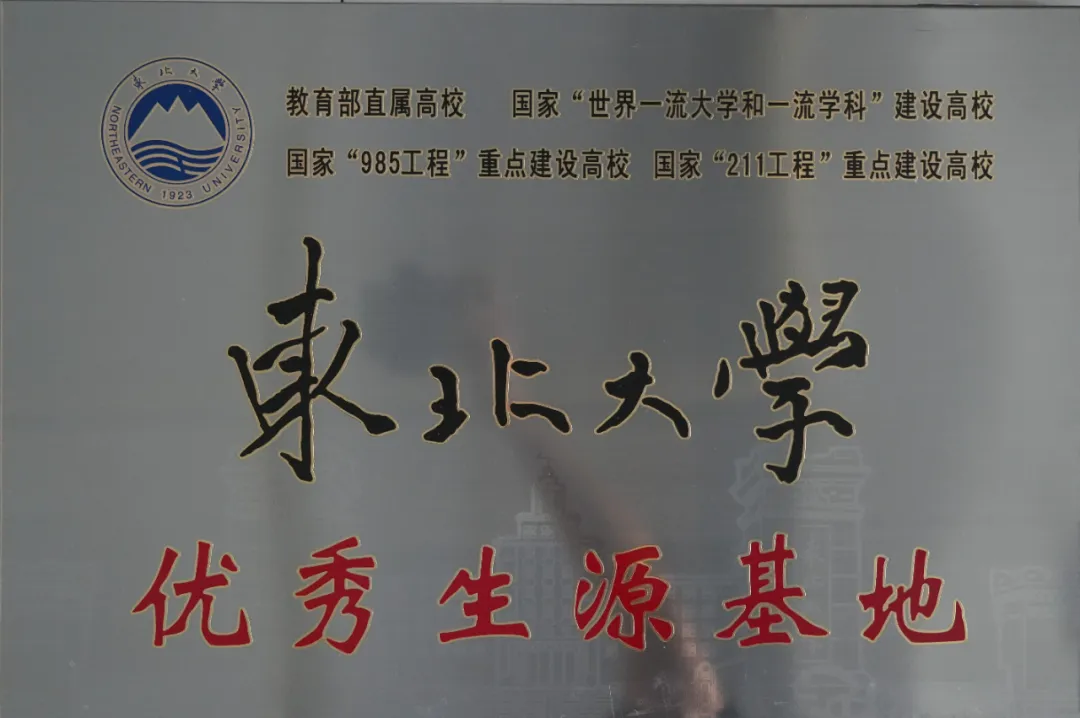 東北大學
NORTHEASTERN 1923 UNIVERSITY
教育部直属高校 国家“世界一流大学和一流学科”建设高校
国家“985工程”重点建设高校 国家“211工程”重点建设高校
東北大學
优秀生源基地